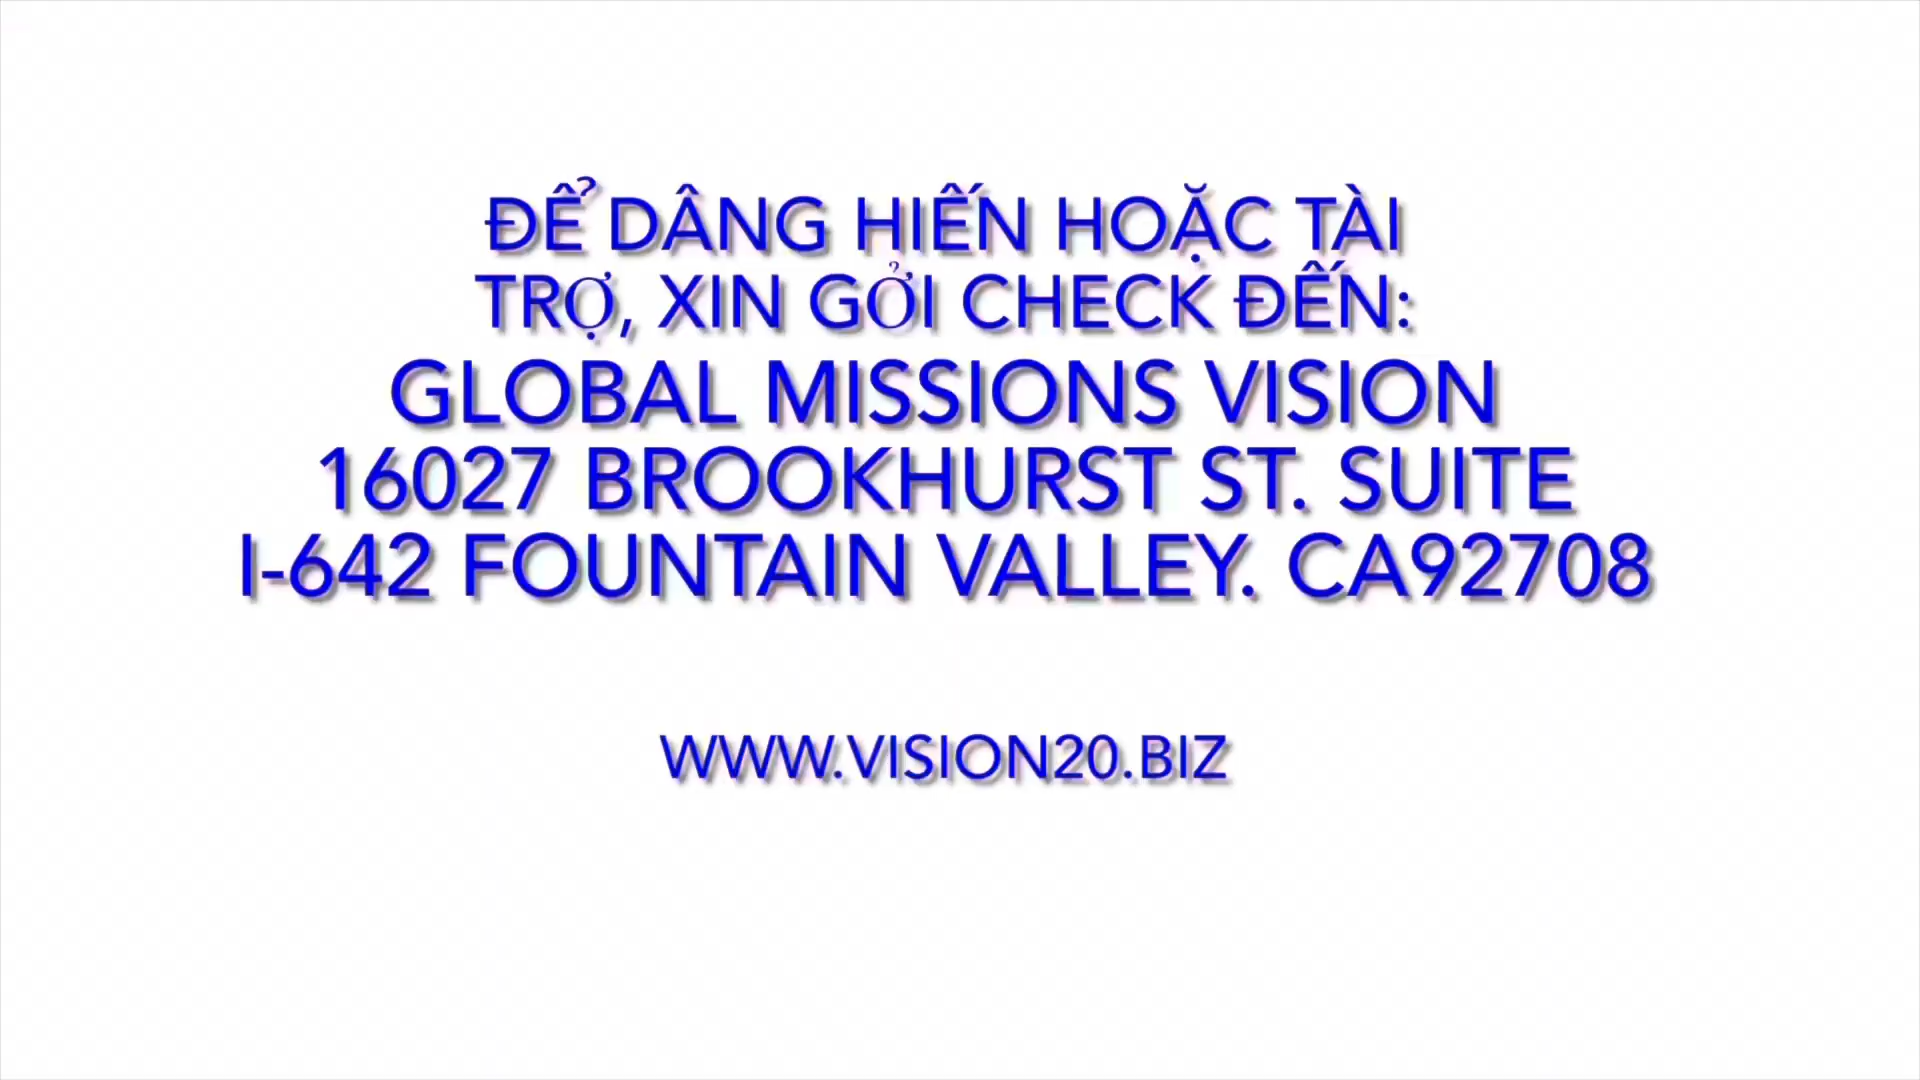 ĐỂ DÂNG HIẾN HOẶC TÀI
TRỢ, XIN GỞI CHECK ĐẾN:
GLOBAL MISSIONS VISION
16027 BROOKHURST ST. SUITE
I-642 FOUNTAIN VALLEY. CA92708
WWW.VISION20.BIZ